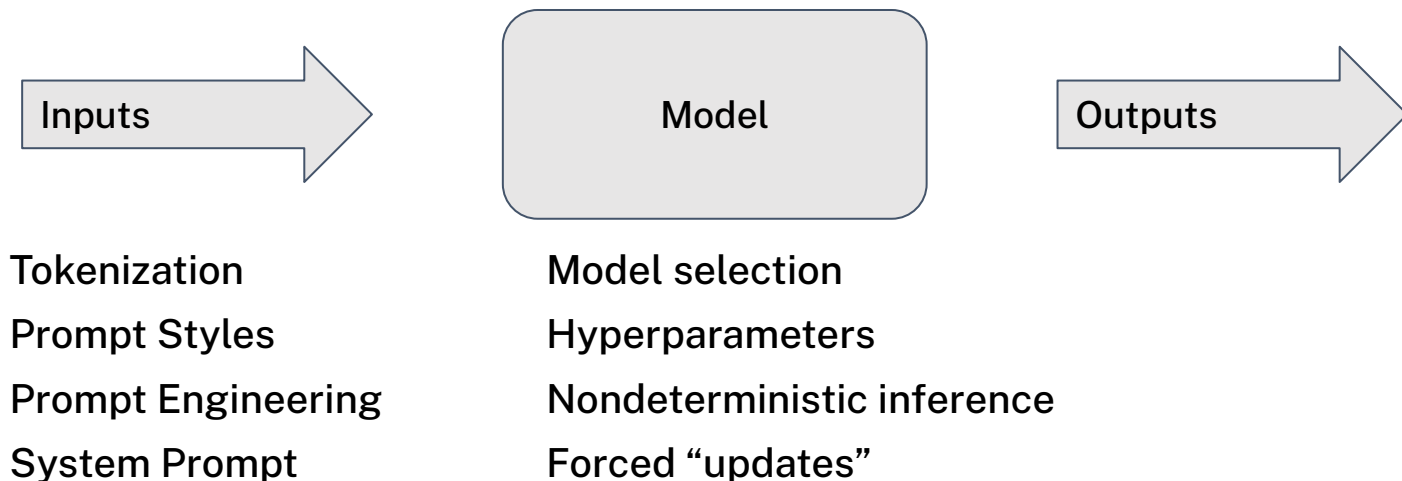 Inputs
Model
Outputs
Tokenization
Prompt Styles
Prompt Engineering
System Prompt
Model selection
Hyperparameters
Nondeterministic inference
Forced “updates”